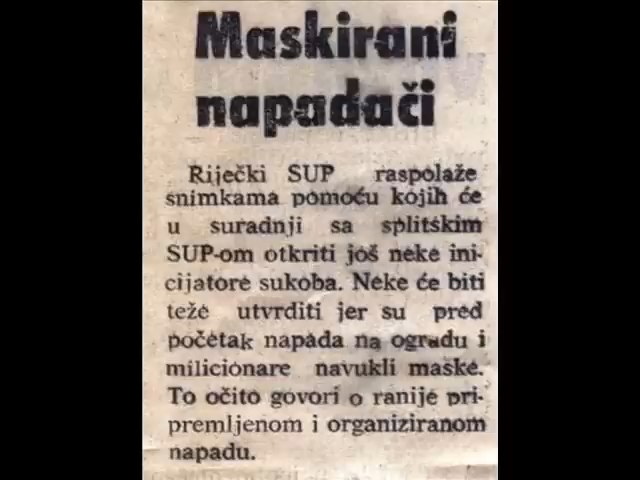 Maskirani
napadači
Riječki SUP raspolaže
snimkama pomoću kojih će
u suradnji sa splitskim
SUP-om otkriti još neke ini-
cijatore sukoba. Neke će biti
teže utvrditi jer su pred
početak napada na ogradu i
milicionare navukli maske.
To očito govori o ranije pri-
premljenom i organiziranom
napadu.